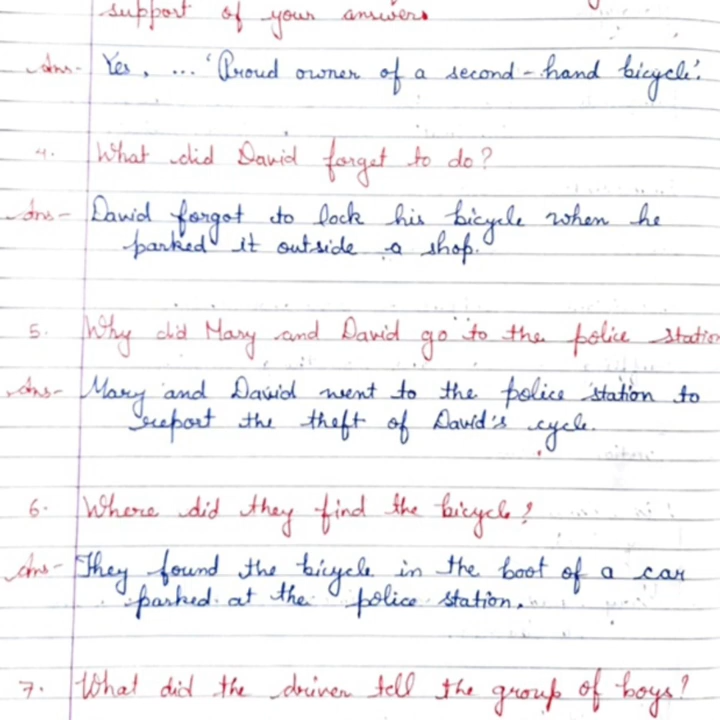 support of your answer.
Ans- Yes, ... 'Proud owner of a second-hand bicycle'.
4. What did David forget to do?
Ans- David forgot to lock his bicycle when he
parked it outside a shop.
5. Why did Mary and David go to the police station
Ans- Mary and David went to the police station to
report the theft of David's cycle.
6. Where did they find the bicycle?
Ans- They found the bicycle in the boot of a car
parked at the police station.
7. What did the driver tell the group of boys?